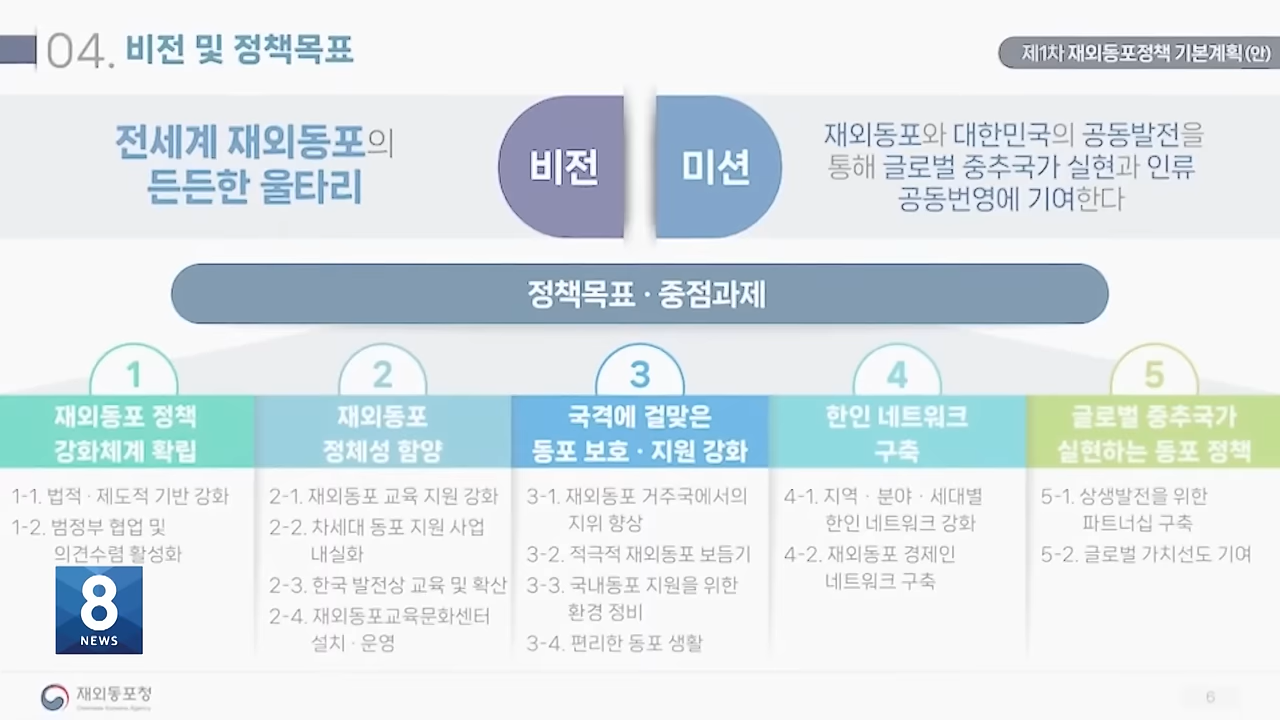 04. 비전 및 정책목표
제1차 재외동포정책 기본계획(안)
전세계 재외동포의
든든한 울타리
비전
미션
재외동포와 대한민국의 공동발전을
통해 글로벌 중추국가 실현과 인류
공동번영에 기여한다
정책목표 · 중점과제
1
재외동포 정책
강화체계 확립
1-1. 법적 · 제도적 기반 강화
1-2. 범정부 협업 및
의견수렴 활성화
2
재외동포
정체성 함양
2-1. 재외동포 교육 지원 강화
2-2. 차세대 동포 지원 사업
내실화
2-3. 한국 발전상 교육 및 확산
2-4. 재외동포교육문화센터
설치 · 운영
3
국격에 걸맞은
동포 보호 · 지원 강화
3-1. 재외동포 거주국에서의
지위 향상
3-2. 적극적 재외동포 보듬기
3-3. 국내동포 지원을 위한
환경 정비
3-4. 편리한 동포 생활
4
한인 네트워크
구축
4-1. 지역 · 분야 · 세대별
한인 네트워크 강화
4-2. 재외동포 경제인
네트워크 구축
5
글로벌 중추국가
실현하는 동포 정책
5-1. 상생발전을 위한
파트너십 구축
5-2. 글로벌 가치선도 기여
8
NEWS
재외동포청
Overseas Koreans Agency
6